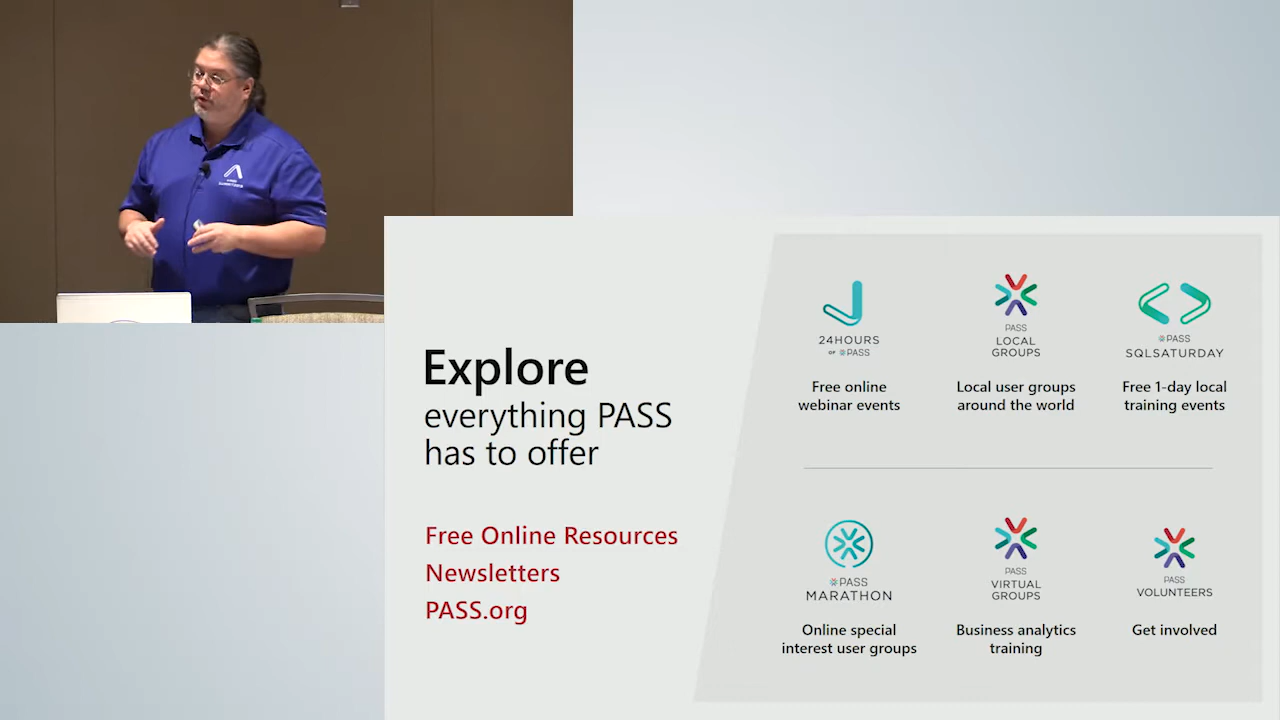 Explore
everything PASS
has to offer
Free Online Resources
Newsletters
PASS.org
24HOURS
OF PASS
Free online
webinar events
PASS
LOCAL
GROUPS
Local user groups
around the world
PASS
SQLSATURDAY
Free 1-day local
training events
PASS
MARATHON
Online special
interest user groups
PASS
VIRTUAL
GROUPS
Business analytics
training
PASS
VOLUNTEERS
Get involved